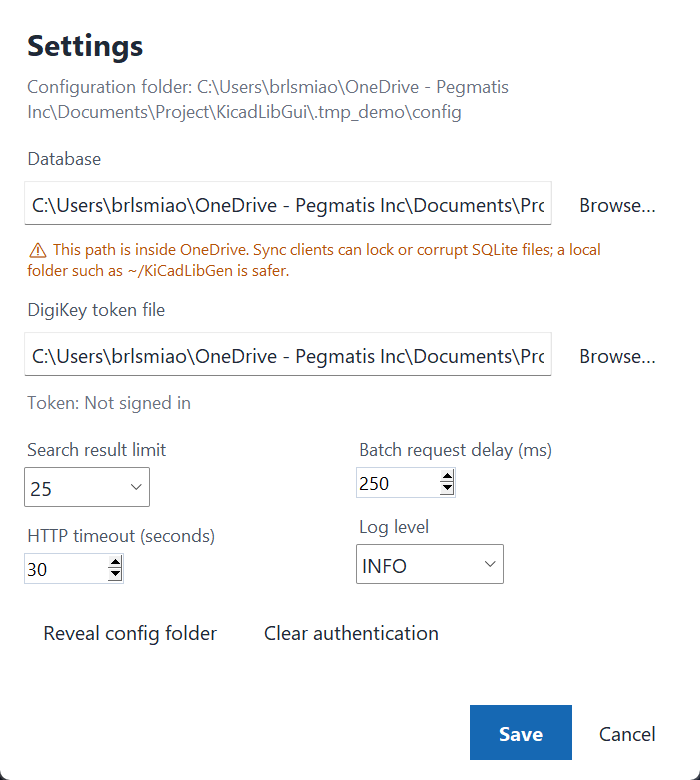 Settings
Configuration folder: C:\Users\brlsmiao\OneDrive - Pegmatis
Inc\Documents\Project\KicadLibGui\.tmp_demo\config
Database
C:\Users\brlsmiao\OneDrive - Pegmatis Inc\Documents\Pro
Browse...
⚠ This path is inside OneDrive. Sync clients can lock or corrupt SQLite files; a local
folder such as ~/KiCadLibGen is safer.
DigiKey token file
C:\Users\brlsmiao\OneDrive - Pegmatis Inc\Documents\Pro
Browse...
Token: Not signed in
Search result limit
25
Batch request delay (ms)
250
HTTP timeout (seconds)
30
Log level
INFO
Reveal config folder
Clear authentication
Save
Cancel